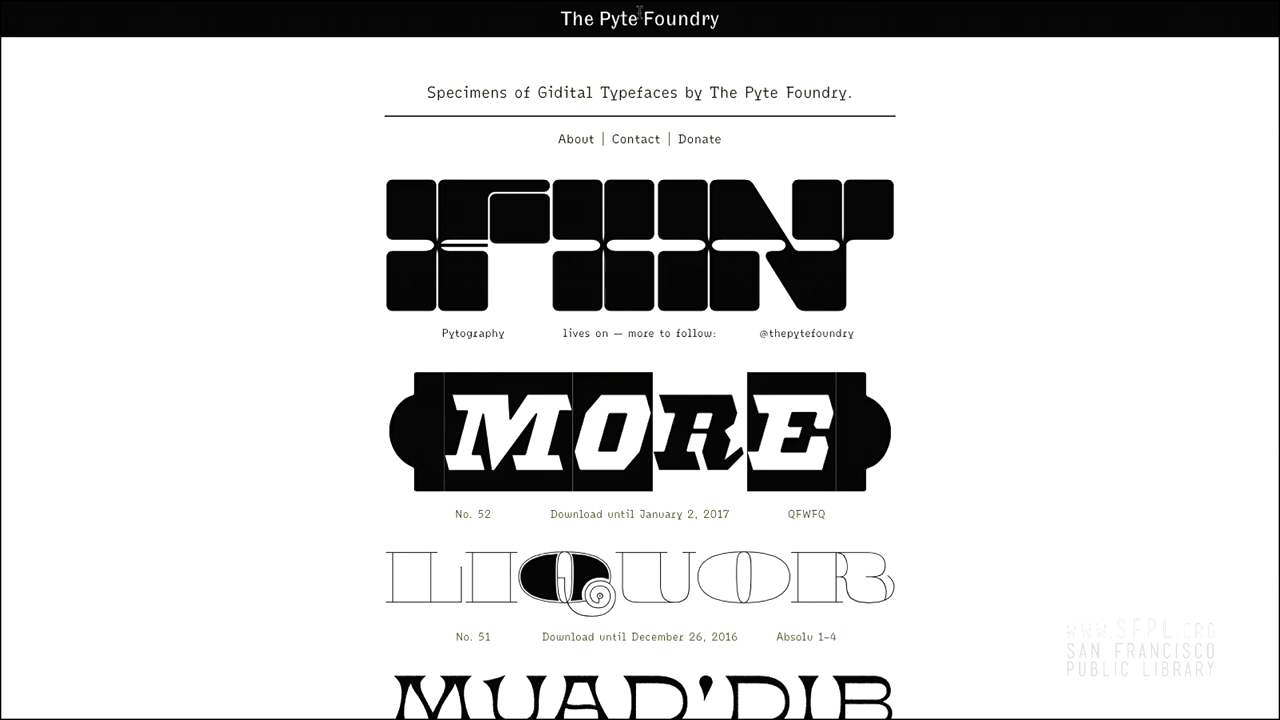 The Pyte Foundry
Specimens of Gidital Typefaces by The Pyte Foundry.
About | Contact | Donate
FIIN
Pytography lives on — more to follow: @thepytefoundry
MORE
No. 52 Download until January 2, 2017 QFWFQ
LIQUOR
No. 51 Download until December 26, 2016 Absolu 1–4
MUAD'DIB
WWW.SFPL.ORG
SAN FRANCISCO
PUBLIC LIBRARY